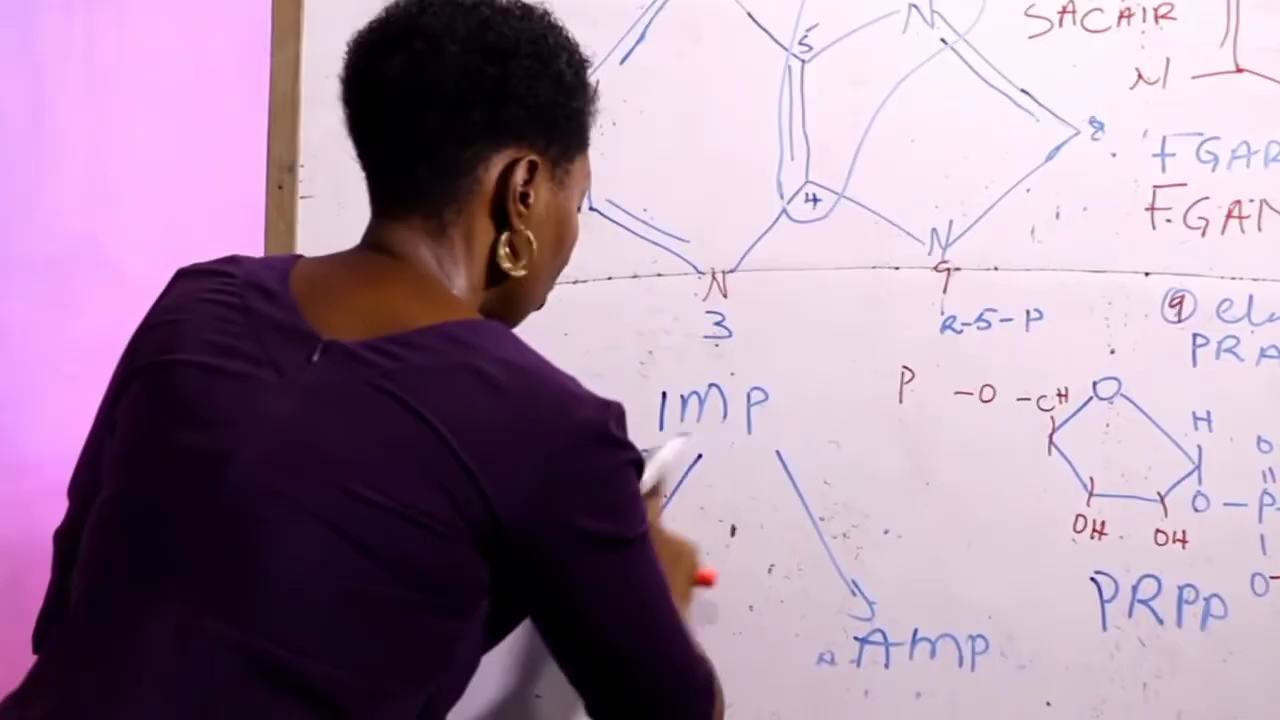 SACAIR
5
N
N
8
4
FGAR
FGAM
N
9
N
3
R-5-P
9
PRA
IMP
P -O -CH
O
H
O
O - P
OH
OH
O
PRPP
AMP